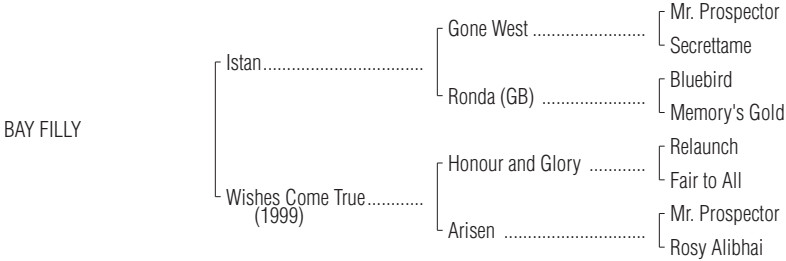 Mr. Prospector
Gone West ........................
Secrettame
Istan.................................
Bluebird
Ronda (GB) ......................
Memory's Gold
BAY FILLY
Relaunch
Honour and Glory ............
Fair to All
Wishes Come True............
(1999)
Mr. Prospector
Arisen ..............................
Rosy Alibhai